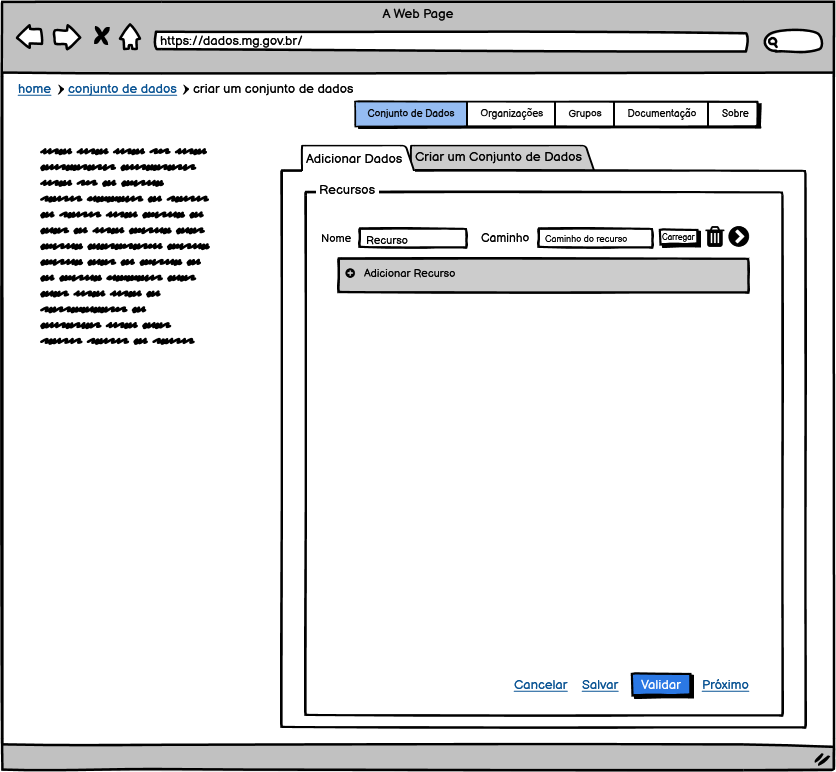 A Web Page
https://dados.mg.gov.br/
home conjunto de dados criar um conjunto de dados
Conjunto de Dados Organizações Grupos Documentação Sobre
Adicionar Dados Criar um Conjunto de Dados
Recursos
Nome Recurso Caminho Caminho do recurso Carregar
Adicionar Recurso
Cancelar Salvar Validar Próximo